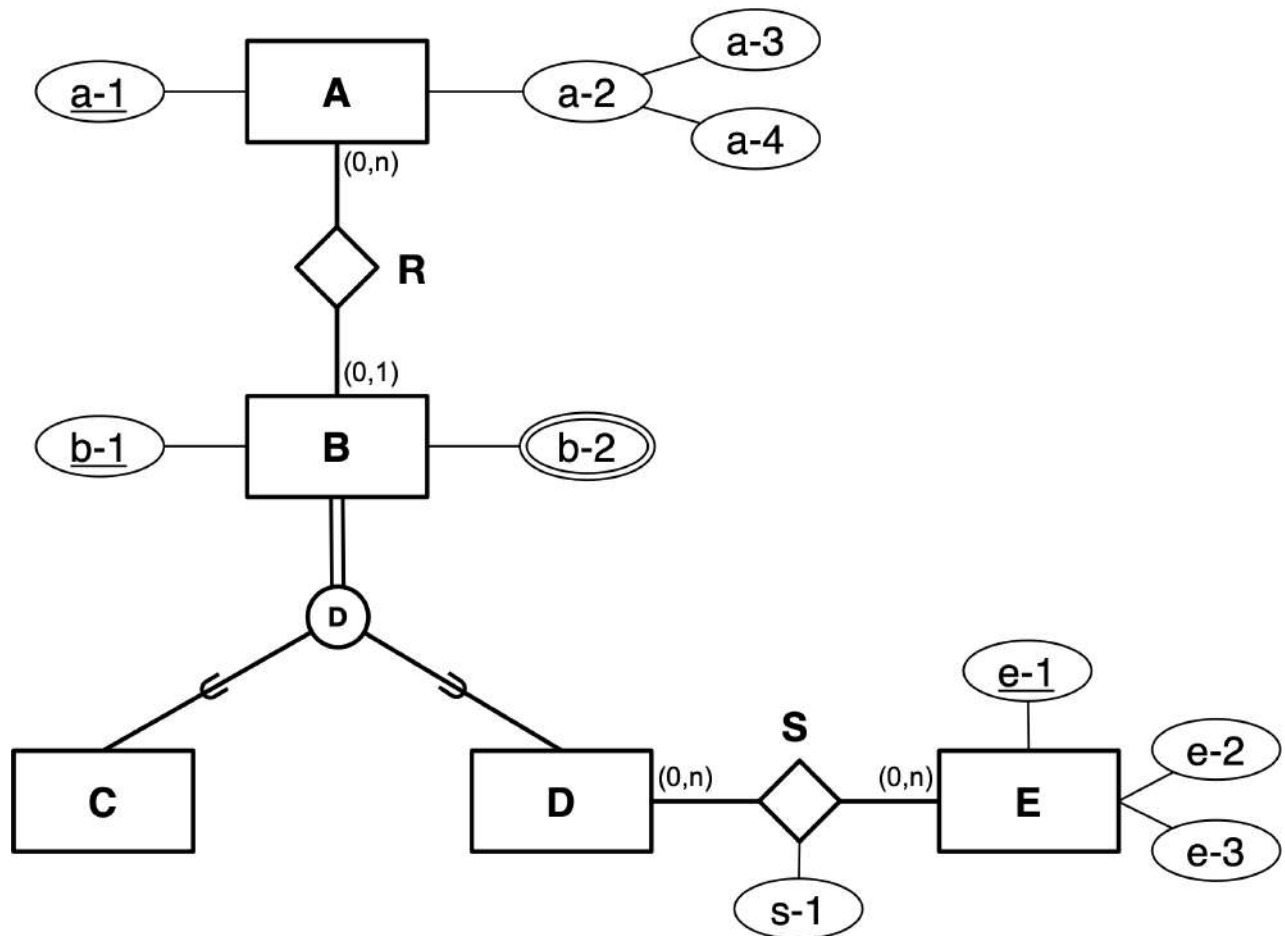 a-3
a-1
A
a-2
a-4
(0,n)
R
(0,1)
b-1
B
b-2
D
e-1
S
e-2
C
D
(0,n)
(0,n)
E
e-3
s-1